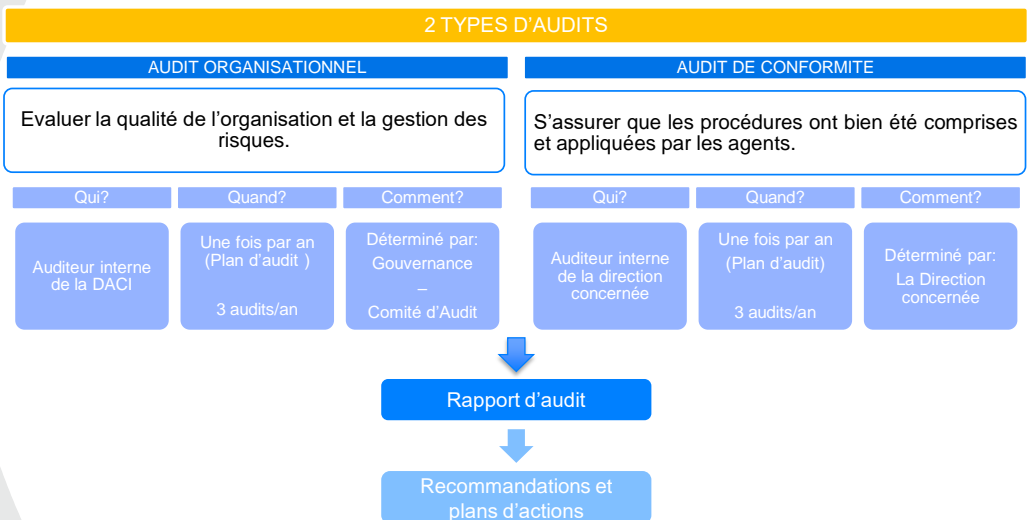 2 TYPES D’AUDITS
AUDIT ORGANISATIONNEL
Evaluer la qualité de l’organisation et la gestion des
risques.
Qui?
Quand?
Comment?
Auditeur interne
de la DACI
Une fois par an
(Plan d’audit )
3 audits/an
Déterminé par:
Gouvernance
–
Comité d’Audit
AUDIT DE CONFORMITE
S’assurer que les procédures ont bien été comprises
et appliquées par les agents.
Qui?
Quand?
Comment?
Auditeur interne
de la direction
concernée
Une fois par an
(Plan d’audit)
3 audits/an
Déterminé par:
La Direction
concernée
Rapport d’audit
Recommandations et
plans d’actions